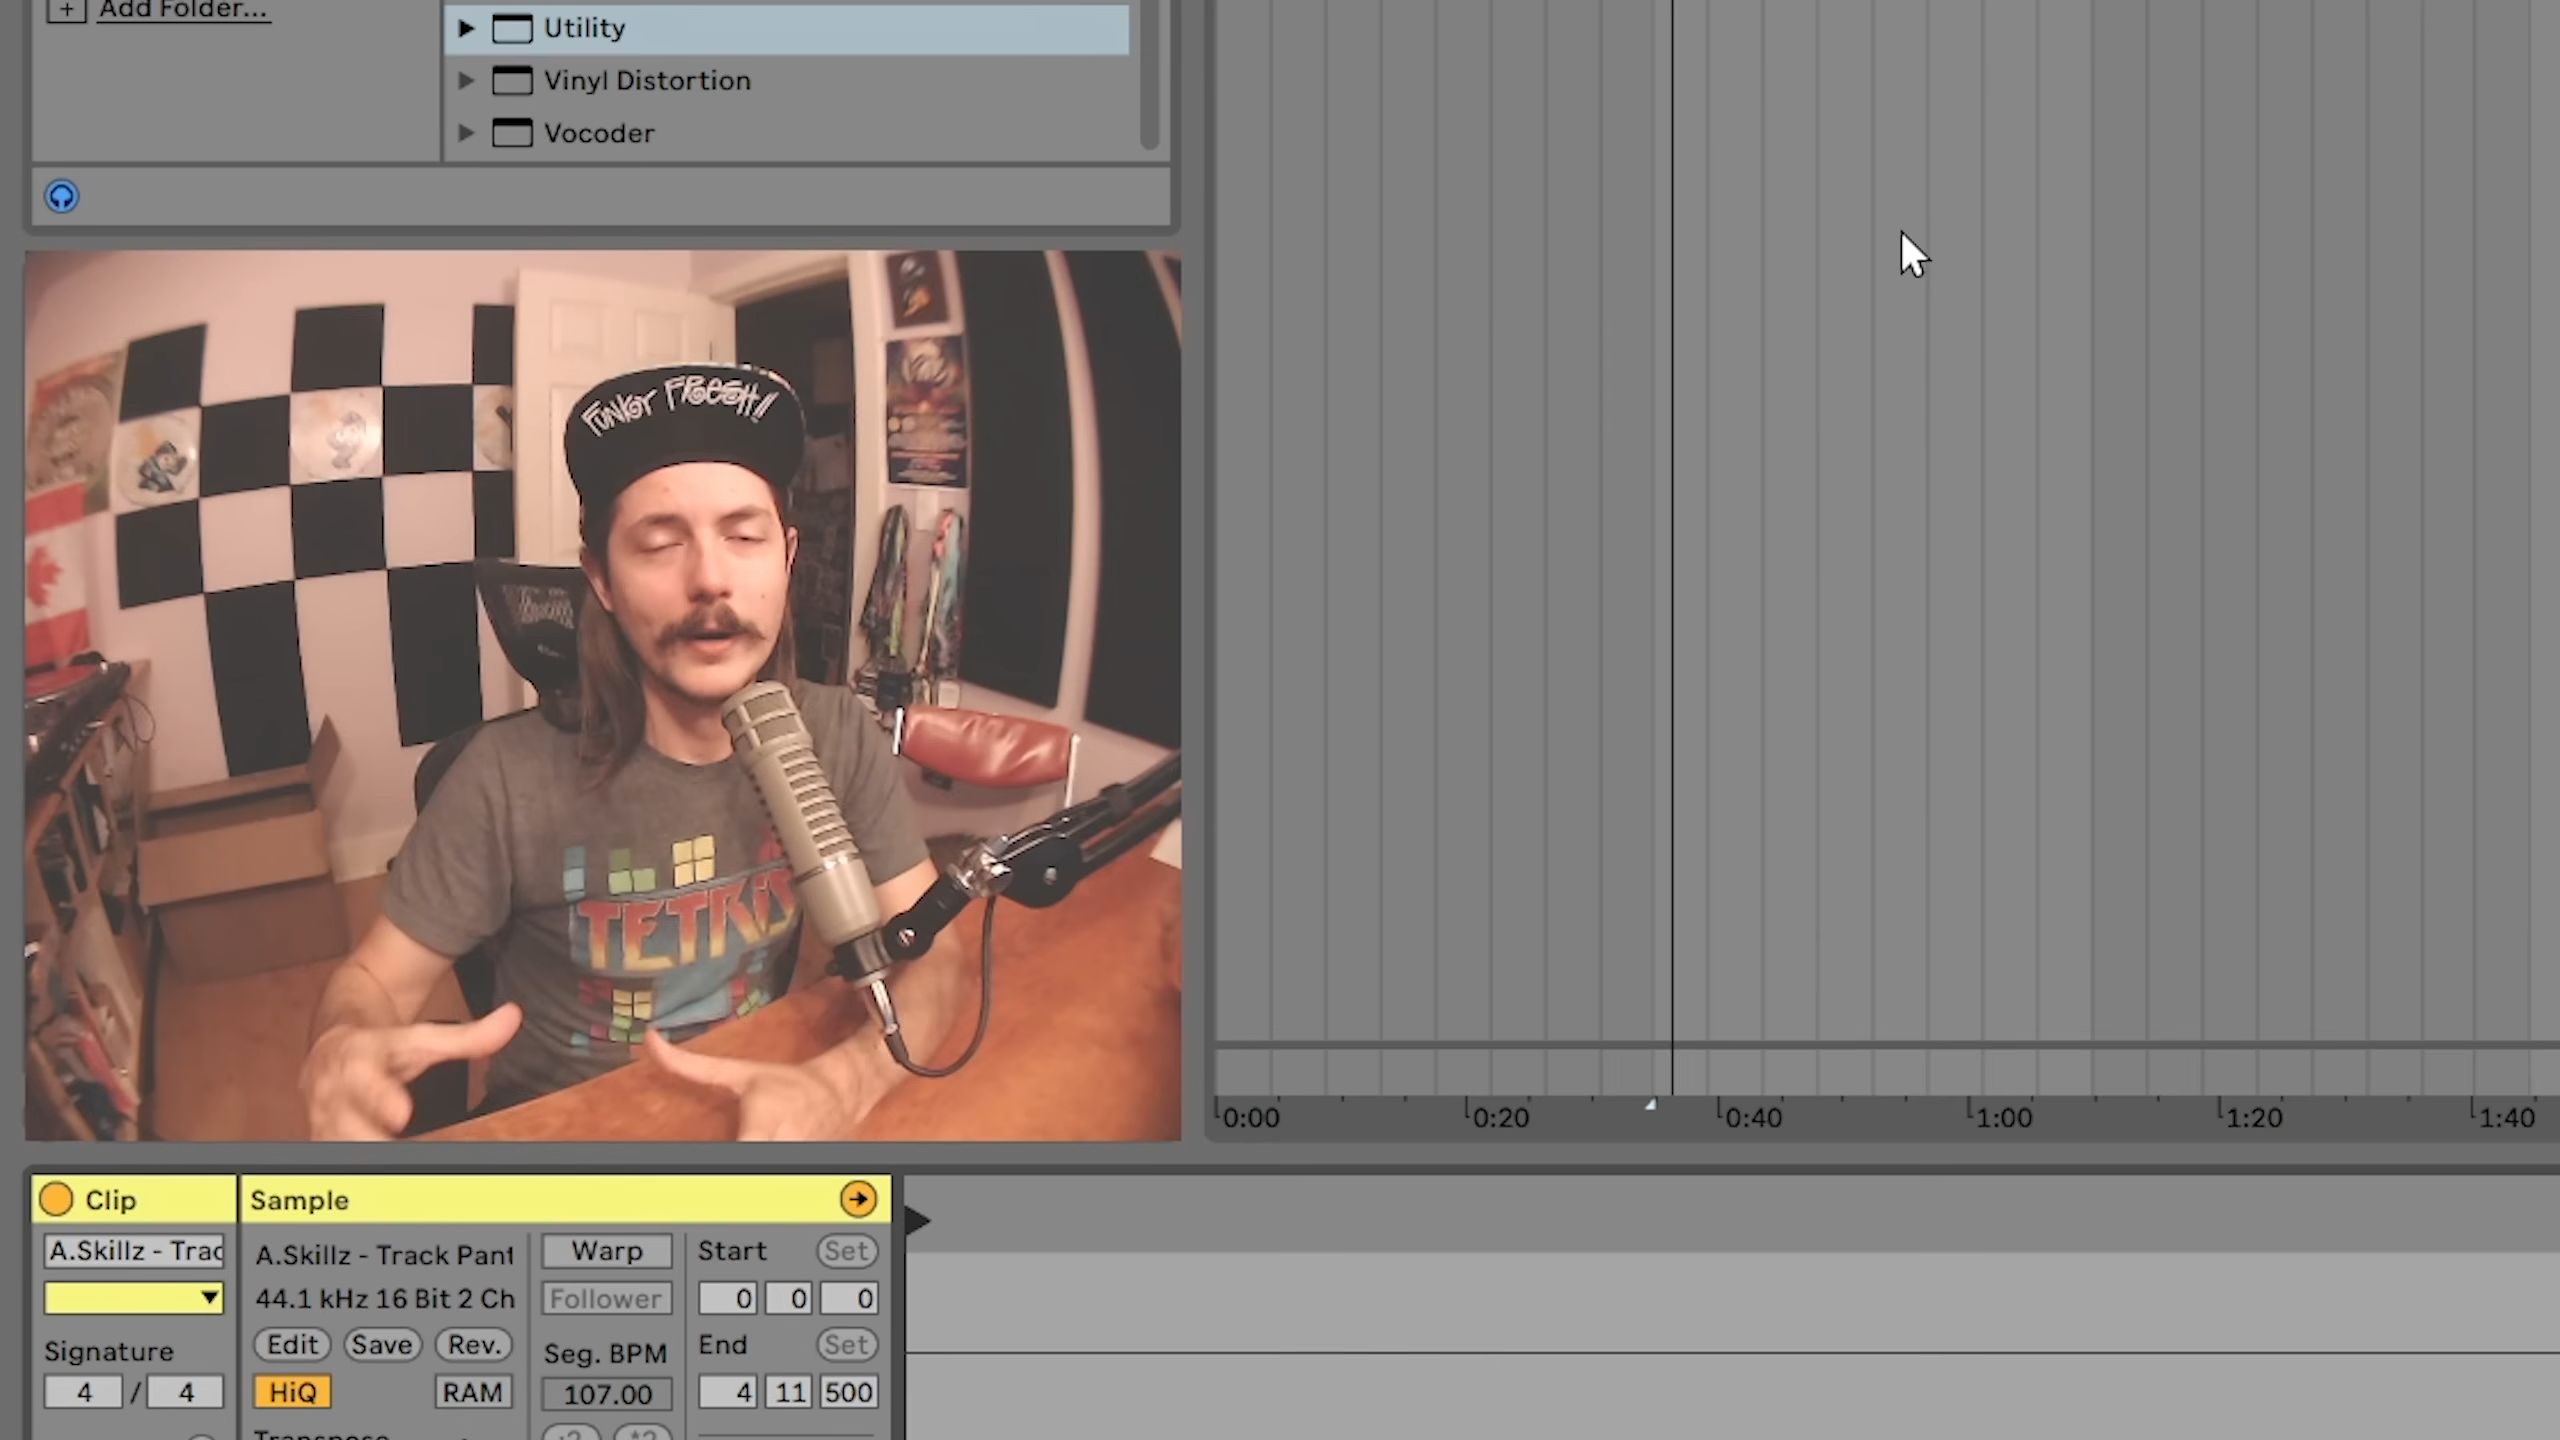 Add Folder...
Utility
Vinyl Distortion
Vocoder
FUNKY FRESH!!
TETRIS
0:00
0:20
0:40
1:00
1:20
1:40
Clip
Sample
A.Skillz - Trac
A.Skillz - Track Pant
Warp
Start
Set
44.1 kHz 16 Bit 2 Ch
Follower
0 0 0
Signature
Edit
Save
Rev.
Seg. BPM
End
Set
4 / 4
HiQ
RAM
107.00
4 11 500
Transpose
:2
*2